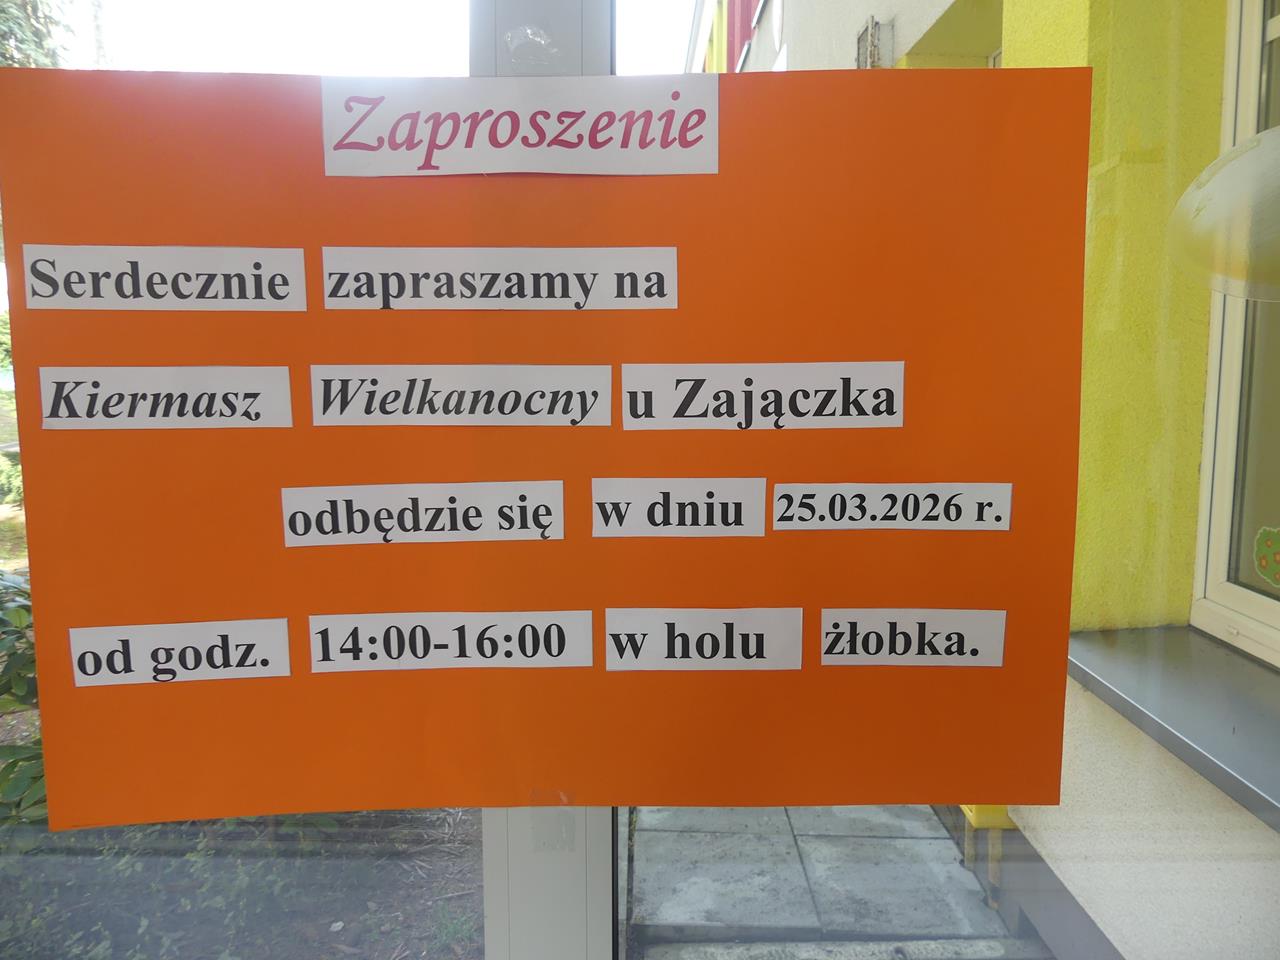 Zaproszenie
Serdecznie zapraszamy na
Kiermasz Wielkanocny u Zajączka
odbędzie się w dniu 25.03.2026 r.
od godz. 14:00-16:00 w holu żłobka.